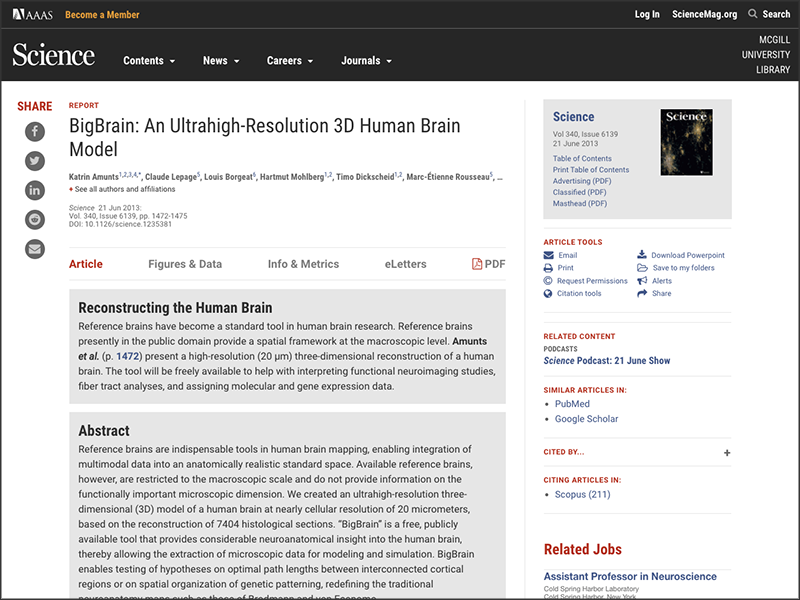 AAAS Become a Member Log In ScienceMag.org Search
Science Contents News Careers Journals
MCGILL
UNIVERSITY
LIBRARY
SHARE
REPORT
BigBrain: An Ultrahigh-Resolution 3D Human Brain
Model
Katrin Amunts1,2,3,4,*, Claude Lepage5, Louis Borgeat6, Hartmut Mohlberg1,2, Timo Dickscheid1,2, Marc-Étienne Rousseau5, ...
+ See all authors and affiliations
Science 21 Jun 2013:
Vol. 340, Issue 6139, pp. 1472-1475
DOI: 10.1126/science.1235381
Article Figures & Data Info & Metrics eLetters PDF
Reconstructing the Human Brain
Reference brains have become a standard tool in human brain research. Reference brains
presently in the public domain provide a spatial framework at the macroscopic level. Amunts
et al. (p. 1472) present a high-resolution (20 μm) three-dimensional reconstruction of a human
brain. The tool will be freely available to help with interpreting functional neuroimaging studies,
fiber tract analyses, and assigning molecular and gene expression data.
Abstract
Reference brains are indispensable tools in human brain mapping, enabling integration of
multimodal data into an anatomically realistic standard space. Available reference brains,
however, are restricted to the macroscopic scale and do not provide information on the
functionally important microscopic dimension. We created an ultrahigh-resolution three-
dimensional (3D) model of a human brain at nearly cellular resolution of 20 micrometers,
based on the reconstruction of 7404 histological sections. “BigBrain” is a free, publicly
available tool that provides considerable neuroanatomical insight into the human brain,
thereby allowing the extraction of microscopic data for modeling and simulation. BigBrain
enables testing of hypotheses on optimal path lengths between interconnected cortical
regions or on spatial organization of genetic patterning, redefining the traditional
neuroanatomy maps such as those of Brodmann and von Economo.
Science
Vol 340, Issue 6139
21 June 2013
Table of Contents
Print Table of Contents
Advertising (PDF)
Classified (PDF)
Masthead (PDF)
Science
ARTICLE TOOLS
Email Download Powerpoint
Print Save to my folders
Request Permissions Alerts
Citation tools Share
RELATED CONTENT
PODCASTS
Science Podcast: 21 June Show
SIMILAR ARTICLES IN:
• PubMed
• Google Scholar
CITED BY... +
CITING ARTICLES IN:
• Scopus (211)
Related Jobs
Assistant Professor in Neuroscience
Cold Spring Harbor Laboratory
Cold Spring Harbor, New York